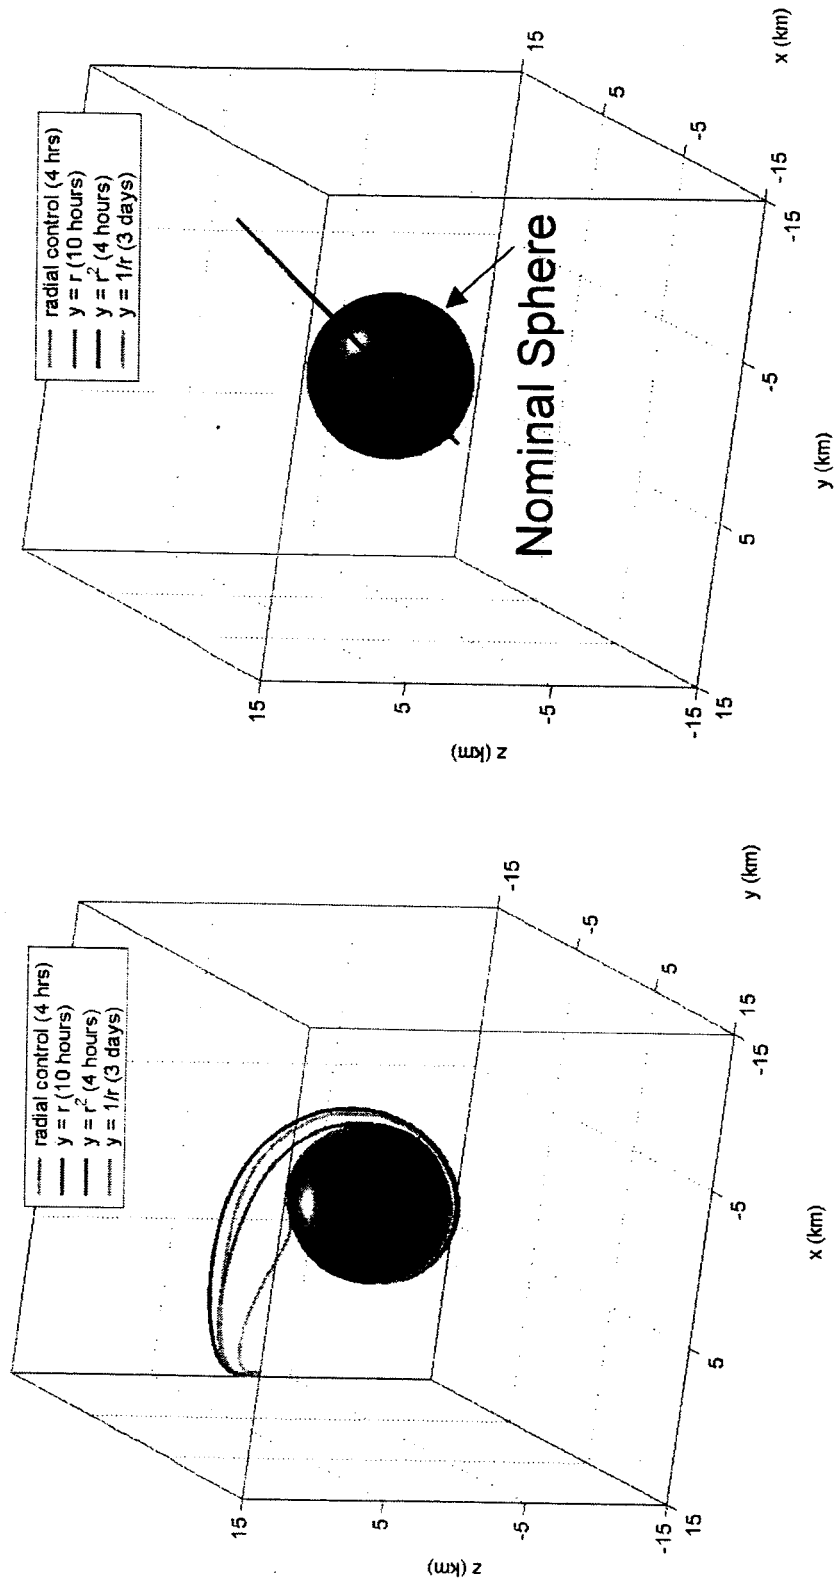 radial control (4 hrs)
y = r (10 hours)
y = r² (4 hours)
y = 1/r (3 days)
15
5
-5
-15
z (km)
15
5
-5
-15
x (km)
15
5
-5
-15
y (km)
radial control (4 hrs)
y = r (10 hours)
y = r² (4 hours)
y = 1/r (3 days)
15
5
-5
-15
z (km)
Nominal Sphere
15
5
-5
-15
y (km)
-15
-5
5
15
x (km)